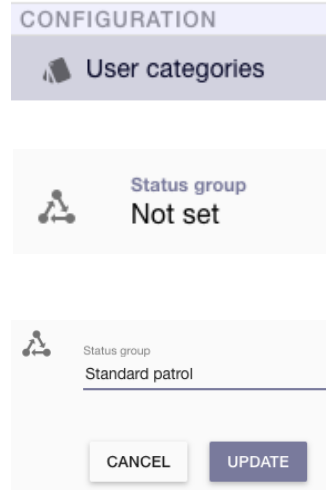 CONFIGURATION
User categories
Status group
Not set
Status group
Standard patrol
CANCEL UPDATE